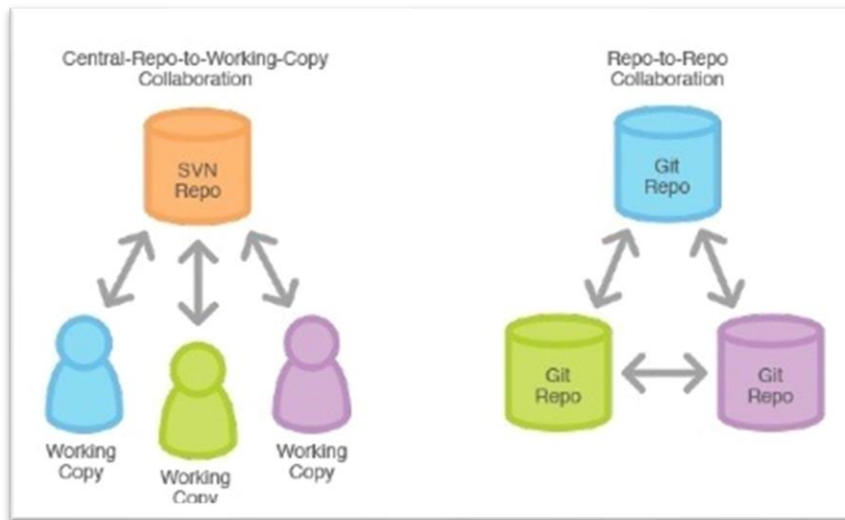 Central-Repo-to-Working-Copy
Collaboration
SVN
Repo
Working
Copy
Working
Copy
Working
Copy
Repo-to-Repo
Collaboration
Git
Repo
Git
Repo
Git
Repo